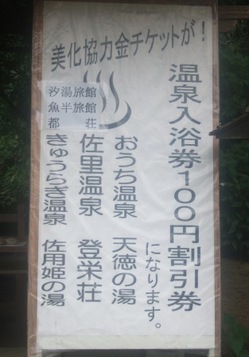 美化協力金チケットが！
温泉入浴券１００円割引券
になります。
おうち温泉 天徳の湯
佐里温泉 登栄荘
きゅうらぎ温泉 佐用姫の湯
汐湯旅館
魚半旅館
都荘